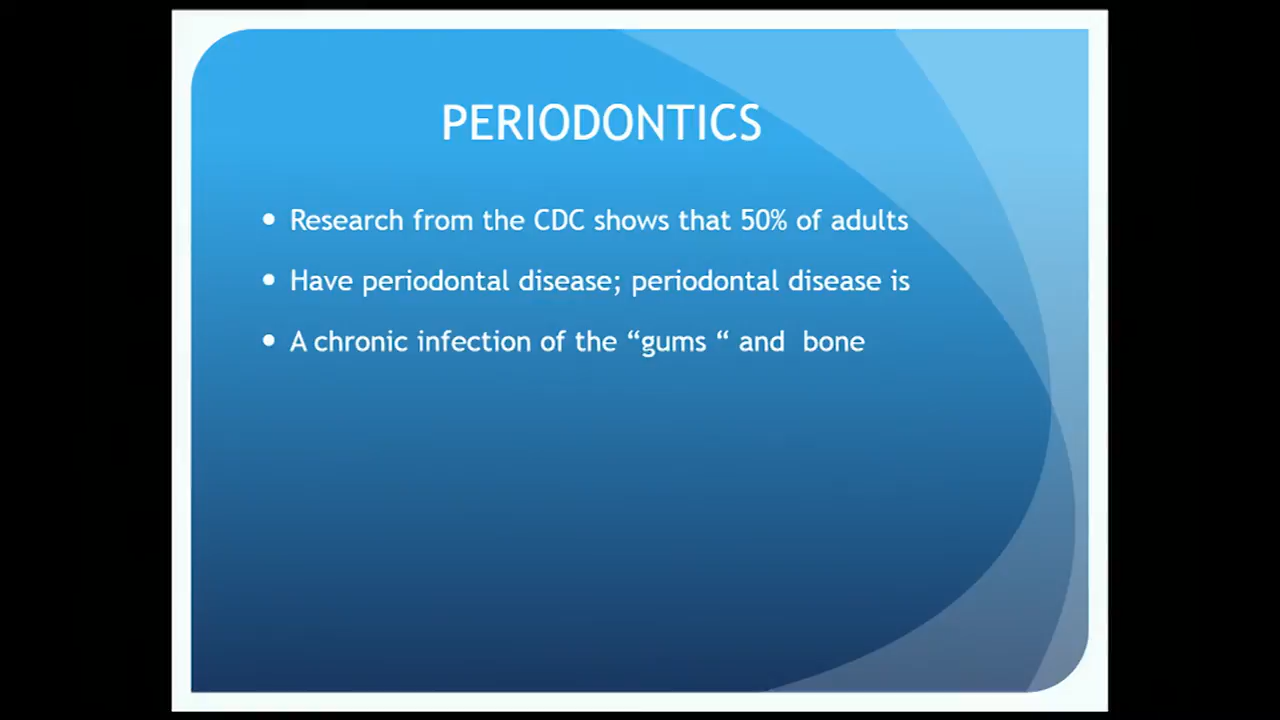 PERIODONTICS
• Research from the CDC shows that 50% of adults
• Have periodontal disease; periodontal disease is
• A chronic infection of the “gums “ and  bone